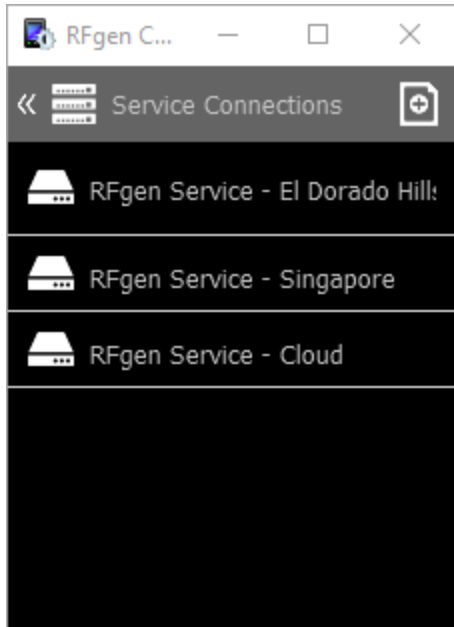 RFgen C...
Service Connections
RFgen Service - El Dorado Hills
RFgen Service - Singapore
RFgen Service - Cloud